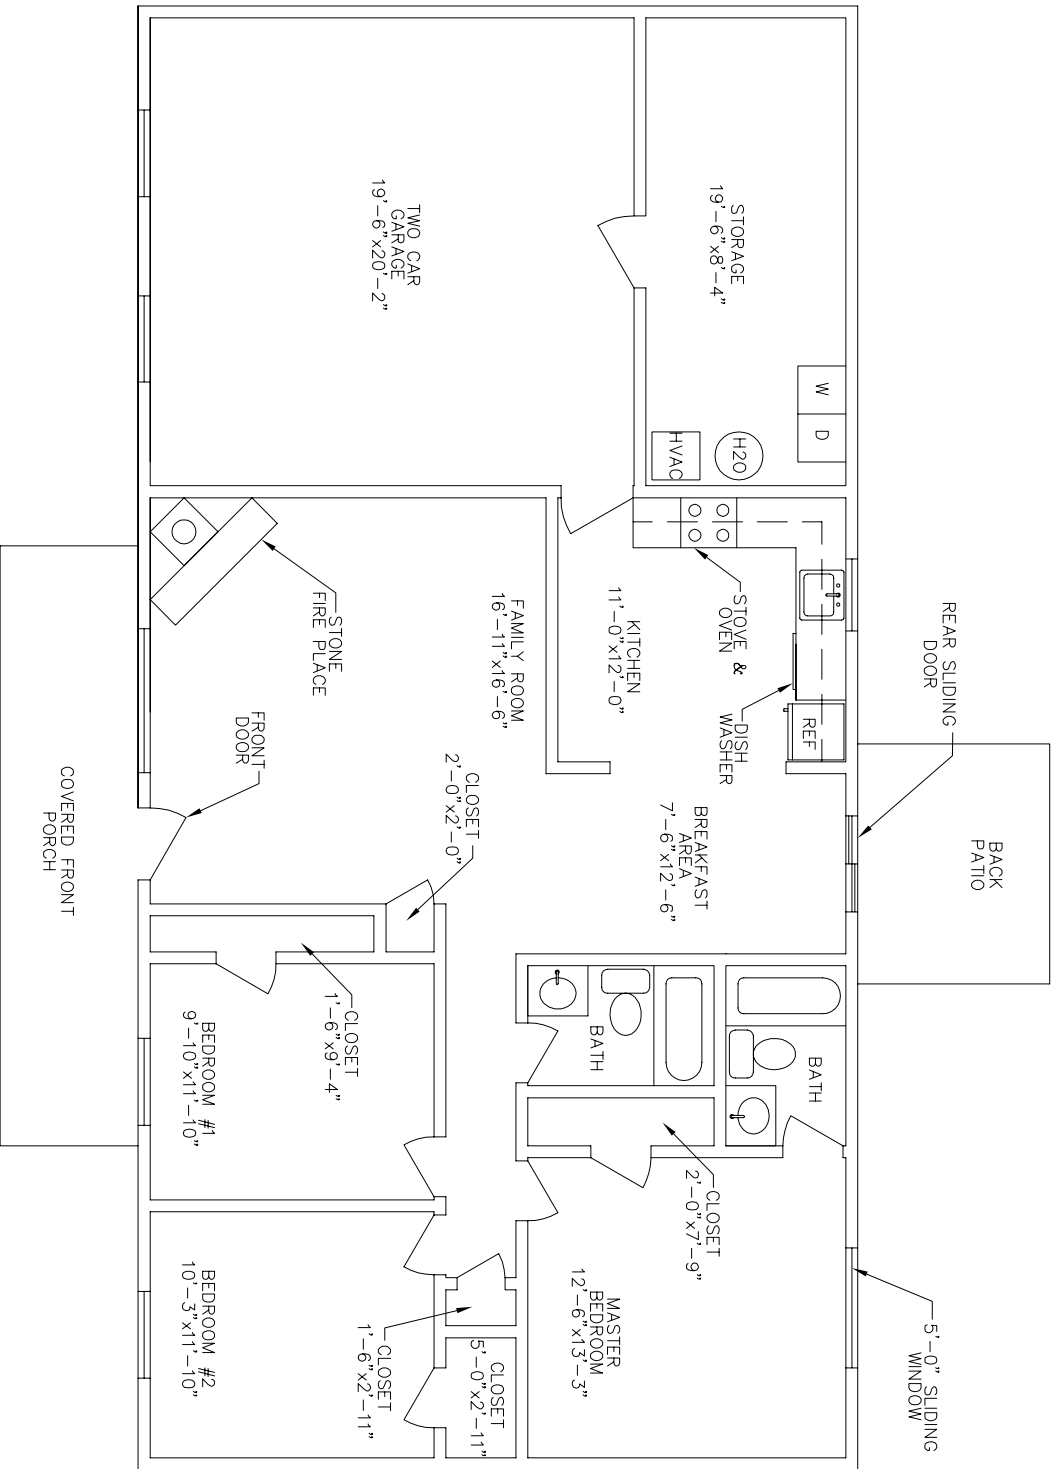 BACK
PATIO
REAR SLIDING
DOOR
5'-0" SLIDING
WINDOW
STORAGE
19'-6"x8'-4"
W
D
H2O
HVAC
REF
STOVE &
OVEN
DISH
WASHER
KITCHEN
11'-0"x12'-0"
BREAKFAST
AREA
7'-6"x12'-6"
BATH
BATH
CLOSET
2'-0"x7'-9"
MASTER
BEDROOM
12'-6"x13'-3"
TWO CAR
GARAGE
19'-6"x20'-2"
FAMILY ROOM
16'-11"x16'-6"
CLOSET
2'-0"x2'-0"
CLOSET
5'-0"x2'-11"
CLOSET
1'-6"x2'-11"
STONE
FIRE PLACE
FRONT
DOOR
CLOSET
1'-6"x9'-4"
BEDROOM #1
9'-10"x11'-10"
BEDROOM #2
10'-3"x11'-10"
COVERED FRONT
PORCH